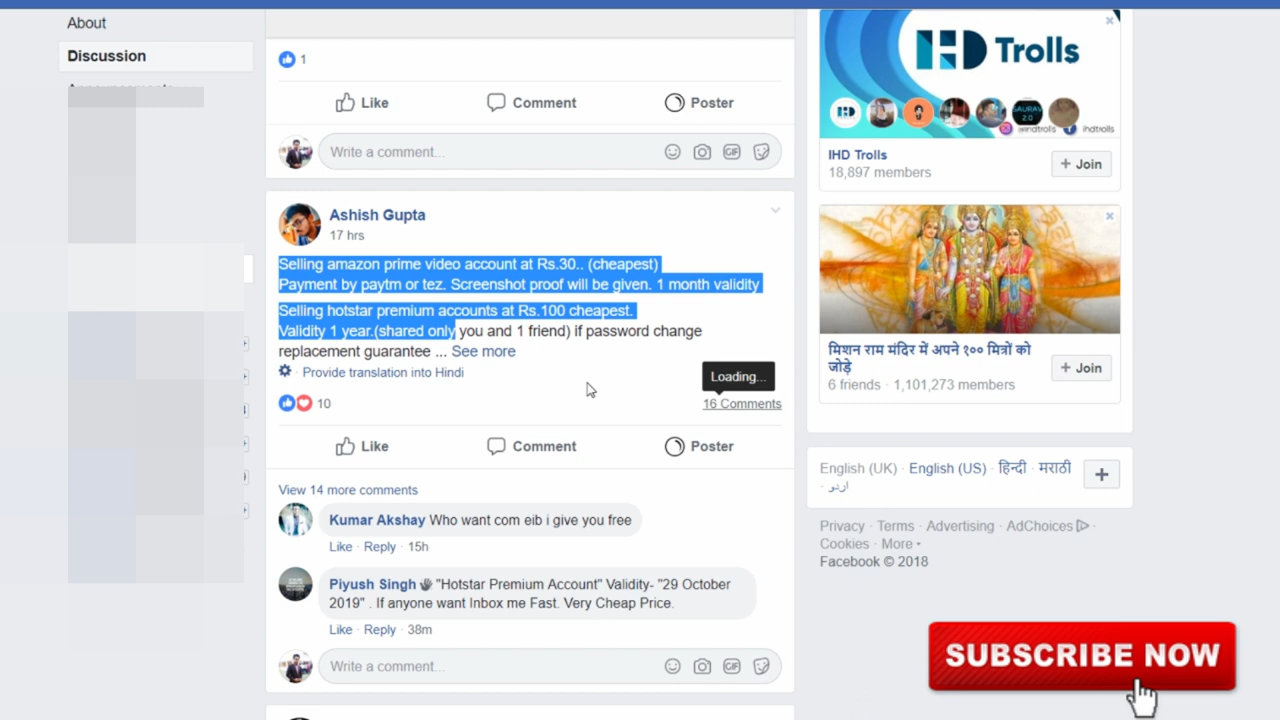 About
Discussion
1
Like
Comment
Poster
Write a comment...
GIF
Ashish Gupta
17 hrs
Selling amazon prime video account at Rs.30.. (cheapest)
Payment by paytm or tez. Screenshot proof will be given. 1 month validity
Selling hotstar premium accounts at Rs.100 cheapest.
Validity 1 year.(shared only you and 1 friend) if password change
replacement guarantee ... See more
· Provide translation into Hindi
Loading...
10
16 Comments
Like
Comment
Poster
View 14 more comments
Kumar Akshay Who want com eib i give you free
Like · Reply · 15h
Piyush Singh "Hotstar Premium Account" Validity- "29 October
2019" . If anyone want Inbox me Fast. Very Cheap Price.
Like · Reply · 38m
Write a comment...
GIF
IHD Trolls
IHD
GAURAV
2.0
ihdtrolls
IHD Trolls
18,897 members
+ Join
मिशन राम मंदिर में अपने १०० मित्रों को
जोड़े
6 friends · 1,101,273 members
+ Join
English (UK) · English (US) · हिन्दी · मराठी
· اردو
+
Privacy · Terms · Advertising · AdChoices ·
Cookies · More
Facebook © 2018
SUBSCRIBE NOW